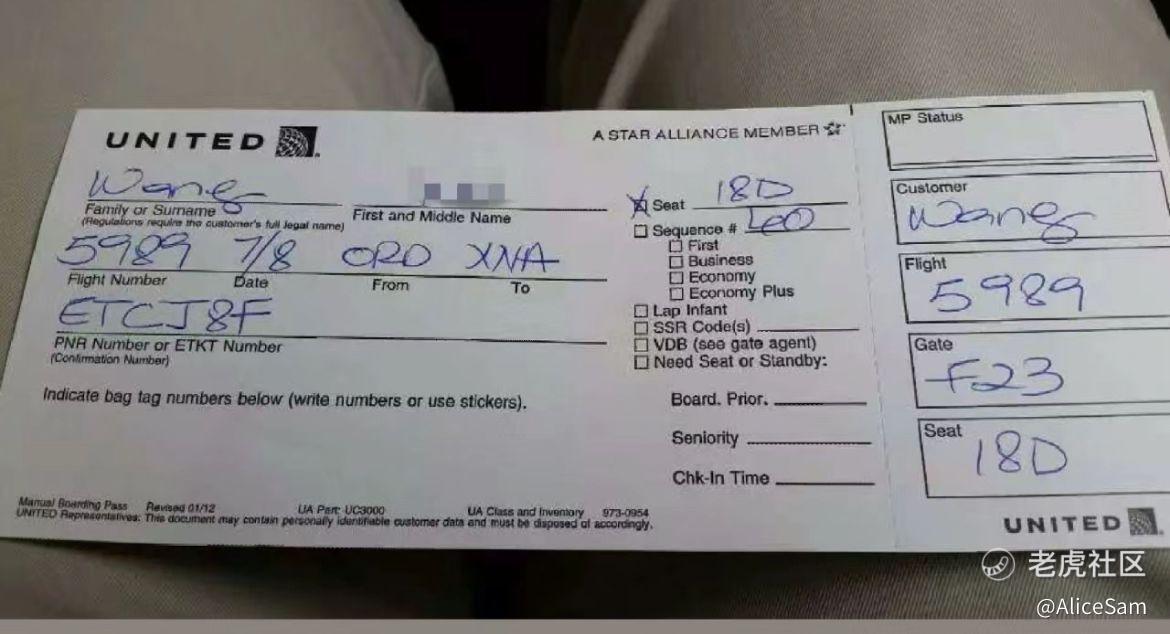 UNITED
A STAR ALLIANCE MEMBER
Wang
Family or Surname
(Regulations require the customer's full legal name)
First and Middle Name
5989 7/8 ORD XNA
Flight Number Date From To
ETCJ8F
PNR Number or ETKT Number
(Confirmation Number)
Indicate bag tag numbers below (write numbers or use stickers).
Seat 18D
Sequence #
First
Business
Economy
Economy Plus
Lap Infant
SSR Code(s)
VDB (see gate agent)
Need Seat or Standby:
Board. Prior.
Seniority
Chk-In Time
Manual Boarding Pass Revised 01/12 UA Part: UC3000 UA Class and Inventory 973-0954
UNITED Representatives: This document may contain personally identifiable customer data and must be disposed of accordingly.
MP Status
Customer
Wang
Flight
5989
Gate
F23
Seat
18D
UNITED
老虎社区
@AliceSam